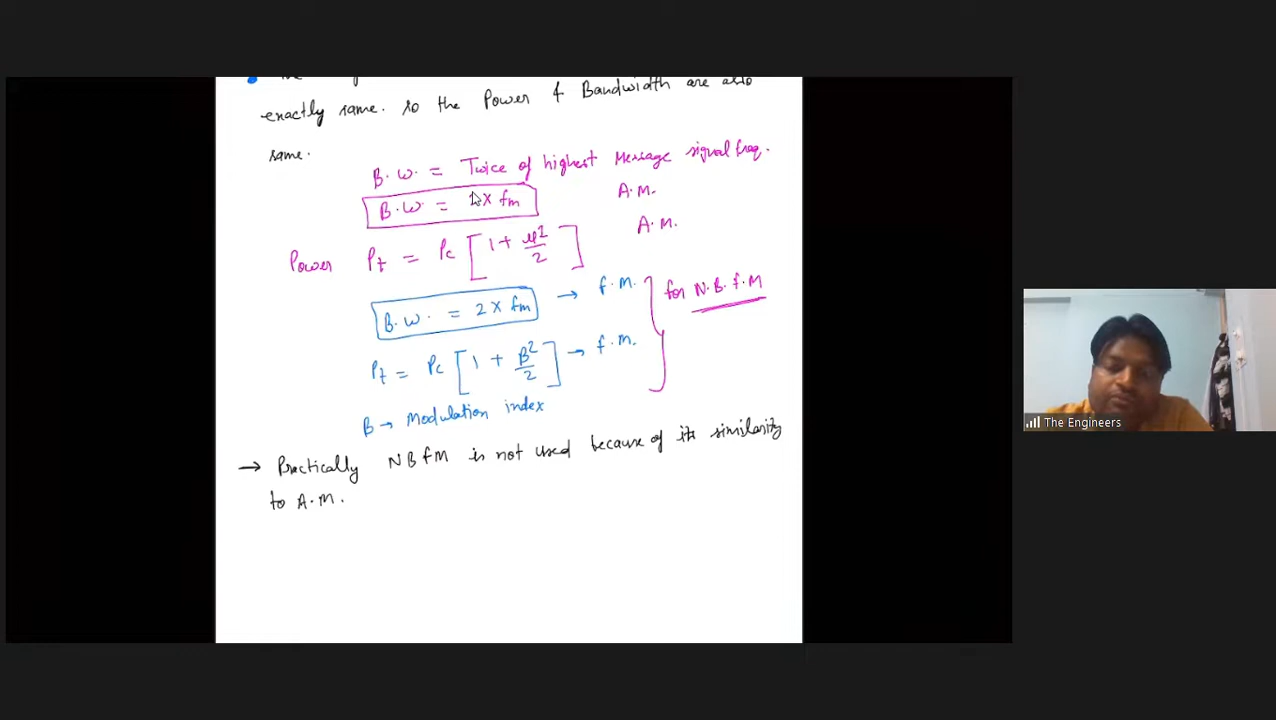 exactly same. so the Power & Bandwidth are also
same.
B.W. = Twice of highest Message signal freq.
B.W. = 2x fm A.M.
Power Pt = Pc [1 + μ²/2] A.M.
B.W. = 2 x fm → f.M.
for N.B.f.M
Pt = Pc [1 + β²/2] → f.M.
β → Modulation index
→ Practically NBFM is not used because of its similarity
to A.M.
The Engineers